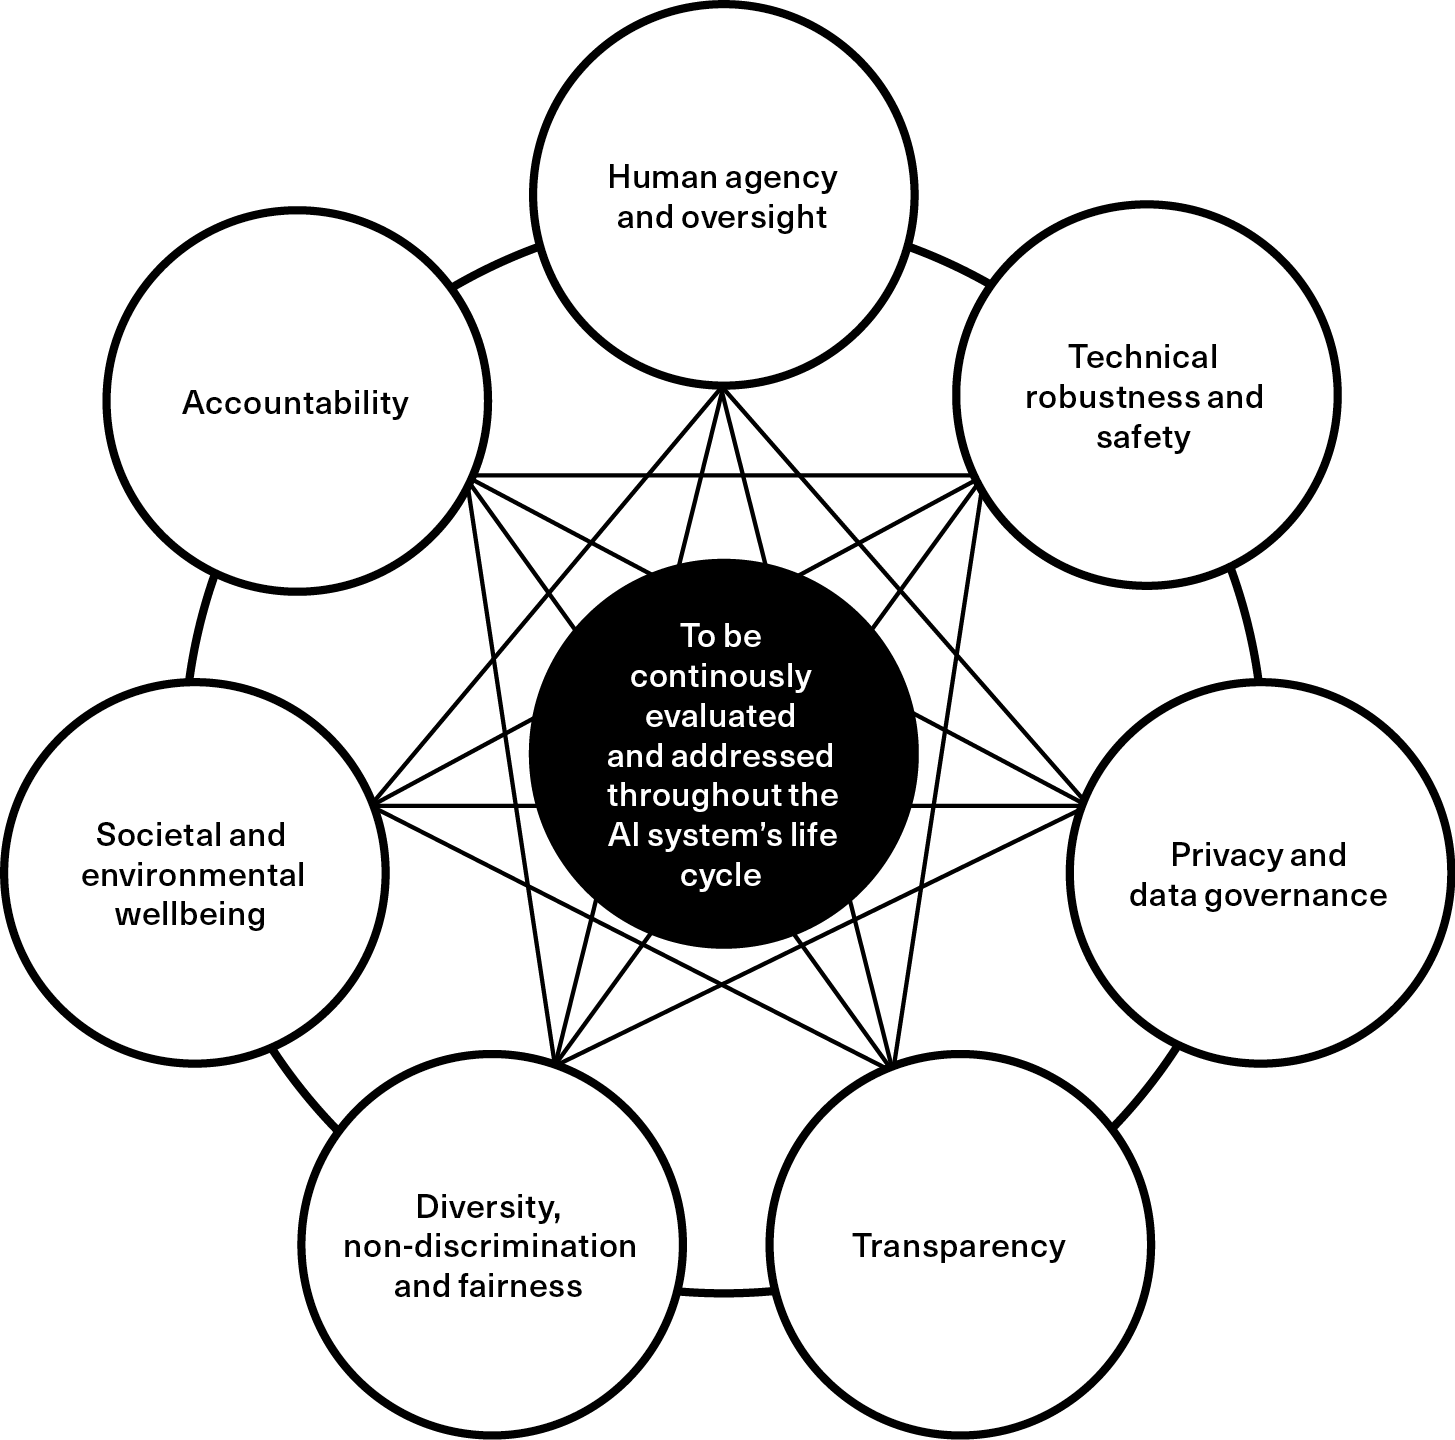 Human agency
and oversight
Technical
robustness and
safety
Privacy and
data governance
Transparency
Diversity,
non-discrimination
and fairness
Societal and
environmental
wellbeing
Accountability
To be
continously
evaluated
and addressed
throughout the
AI system’s life
cycle